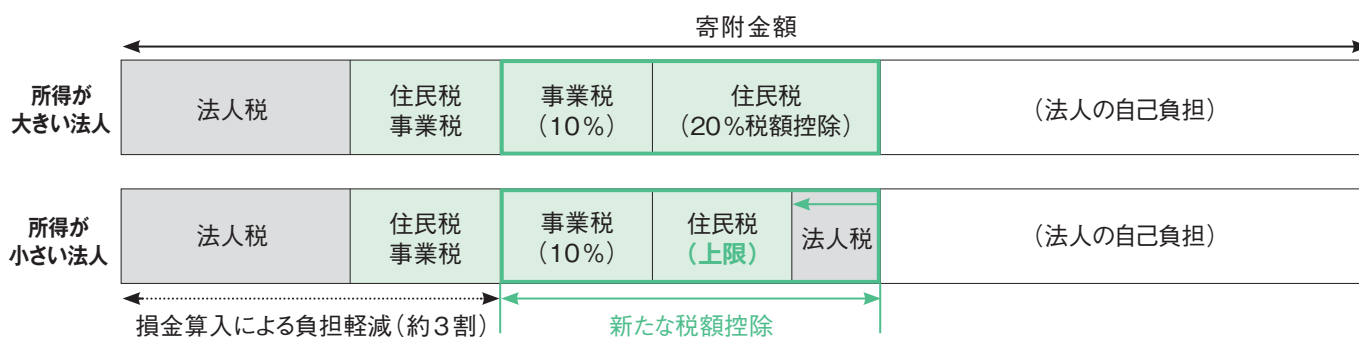 寄附金額
所得が
大きい法人
法人税
住民税
事業税
事業税
（10％）
住民税
（20％税額控除）
（法人の自己負担）
所得が
小さい法人
法人税
住民税
事業税
事業税
（10％）
住民税
（上限）
法人税
（法人の自己負担）
損金算入による負担軽減（約３割）
新たな税額控除